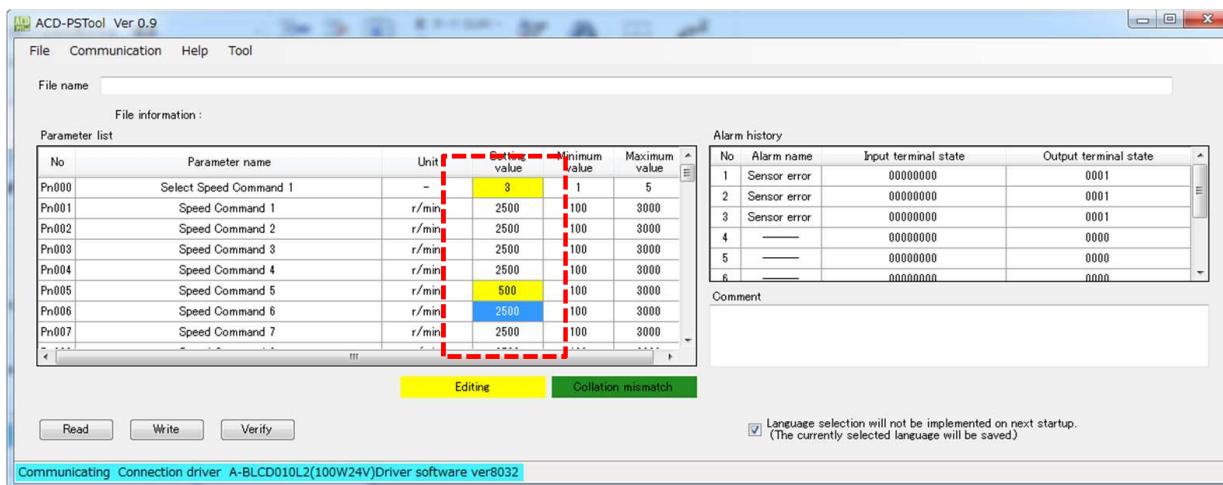 ACD-PSTool Ver 0.9
File Communication Help Tool
File name
File information :
Parameter list
No Parameter name Unit Setting value Minimum value Maximum value
Pn000 Select Speed Command 1 - 3 1 5
Pn001 Speed Command 1 r/min 2500 100 3000
Pn002 Speed Command 2 r/min 2500 100 3000
Pn003 Speed Command 3 r/min 2500 100 3000
Pn004 Speed Command 4 r/min 2500 100 3000
Pn005 Speed Command 5 r/min 500 100 3000
Pn006 Speed Command 6 r/min 2500 100 3000
Pn007 Speed Command 7 r/min 2500 100 3000
Editing Collation mismatch
Alarm history
No Alarm name Input terminal state Output terminal state
1 Sensor error 00000000 0001
2 Sensor error 00000000 0001
3 Sensor error 00000000 0001
4 ——— 00000000 0000
5 ——— 00000000 0000
6 ——— 00000000 0000
Comment
Read Write Verify
Language selection will not be implemented on next startup.
(The currently selected language will be saved.)
Communicating Connection driver A-BLCD010L2(100W24V)Driver software ver8032